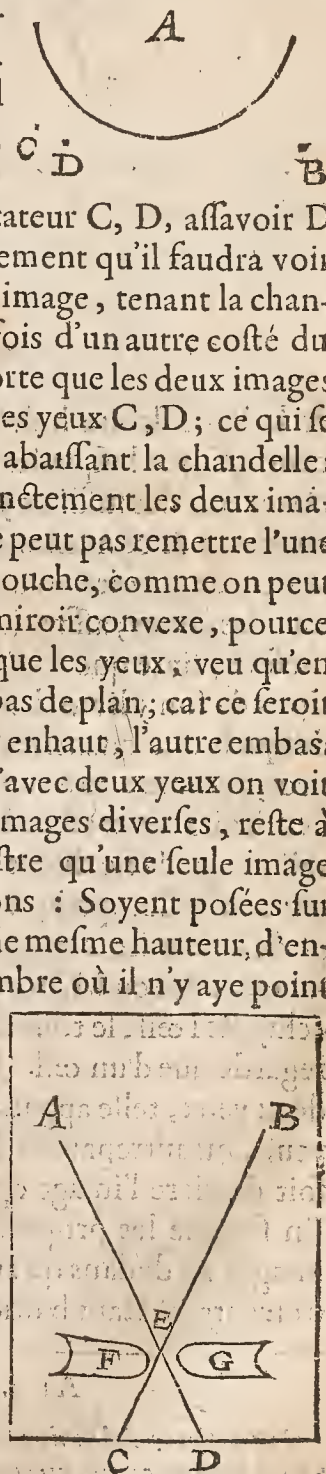 A
C D B
tateur C, D, aſſavoir D
ement qu'il faudra voir
image, tenant la chan-
fois d'un autre coſté du
orte que les deux images
es yeux C, D; ce qui ſe
abaiſſant la chandelle:
nctement les deux ima-
e peut pas remettre l'une
ouche, comme on peut
miroir convexe, pource
que les yeux, veu qu'en
pas de plan; car ce ſeroit
enhaut, l'autre embas.
'avec deux yeux on voit
mages diverſes, reſte à
ſtre qu'une ſeule image
ons : Soyent poſées ſur
ne meſme hauteur, d'en-
mbre où il n'y aye point
A B
E
F G
C D